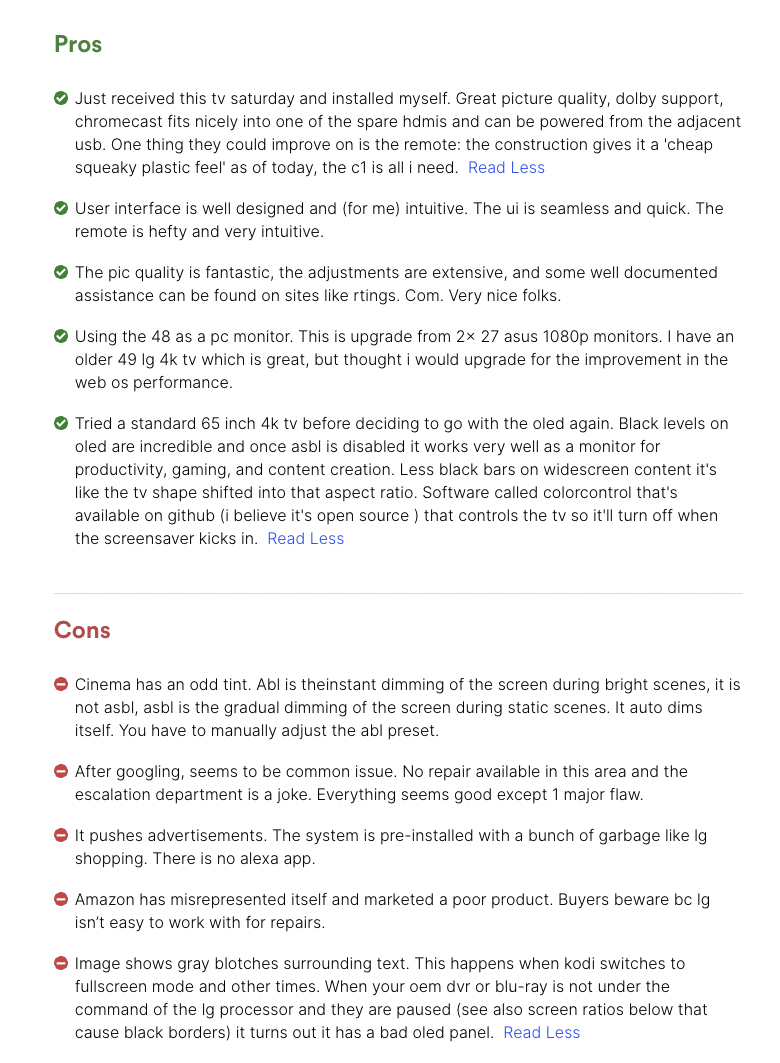 Pros
Just received this tv saturday and installed myself. Great picture quality, dolby support,
chromecast fits nicely into one of the spare hdmis and can be powered from the adjacent
usb. One thing they could improve on is the remote: the construction gives it a 'cheap
squeaky plastic feel' as of today, the c1 is all i need. Read Less
User interface is well designed and (for me) intuitive. The ui is seamless and quick. The
remote is hefty and very intuitive.
The pic quality is fantastic, the adjustments are extensive, and some well documented
assistance can be found on sites like rtings. Com. Very nice folks.
Using the 48 as a pc monitor. This is upgrade from 2x 27 asus 1080p monitors. I have an
older 49 lg 4k tv which is great, but thought i would upgrade for the improvement in the
web os performance.
Tried a standard 65 inch 4k tv before deciding to go with the oled again. Black levels on
oled are incredible and once asbl is disabled it works very well as a monitor for
productivity, gaming, and content creation. Less black bars on widescreen content it's
like the tv shape shifted into that aspect ratio. Software called colorcontrol that's
available on github (i believe it's open source ) that controls the tv so it'll turn off when
the screensaver kicks in. Read Less
Cons
Cinema has an odd tint. Abl is theinstant dimming of the screen during bright scenes, it is
not asbl, asbl is the gradual dimming of the screen during static scenes. It auto dims
itself. You have to manually adjust the abl preset.
After googling, seems to be common issue. No repair available in this area and the
escalation department is a joke. Everything seems good except 1 major flaw.
It pushes advertisements. The system is pre-installed with a bunch of garbage like lg
shopping. There is no alexa app.
Amazon has misrepresented itself and marketed a poor product. Buyers beware bc lg
isn’t easy to work with for repairs.
Image shows gray blotches surrounding text. This happens when kodi switches to
fullscreen mode and other times. When your oem dvr or blu-ray is not under the
command of the lg processor and they are paused (see also screen ratios below that
cause black borders) it turns out it has a bad oled panel. Read Less